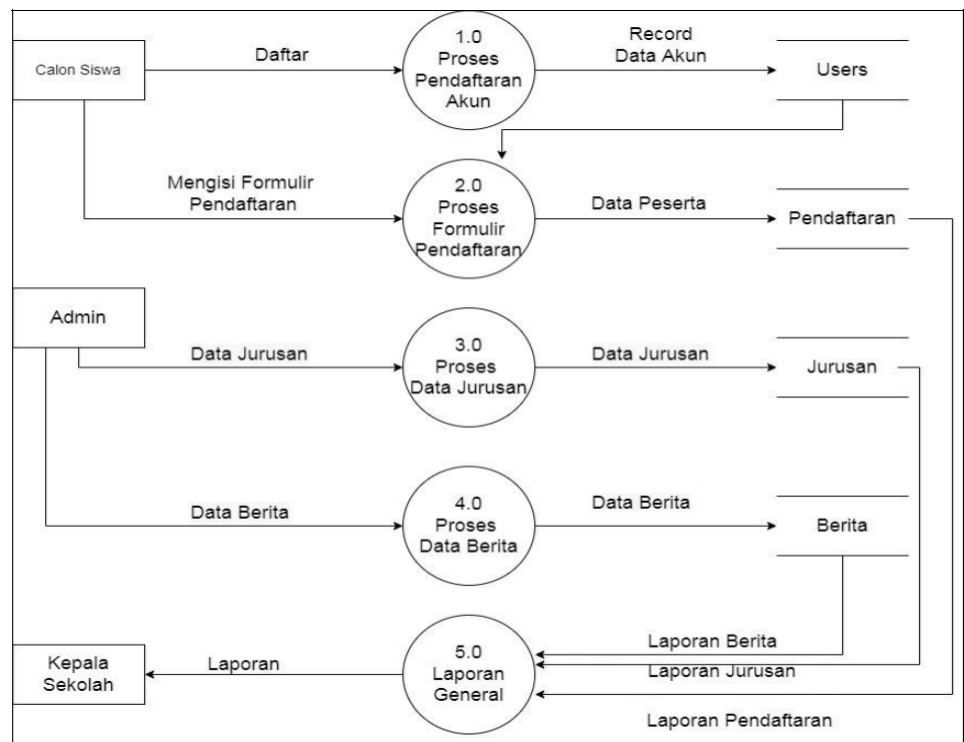 Calon Siswa
Daftar
1.0
Proses
Pendaftaran
Akun
Record
Data Akun
Users
Mengisi Formulir
Pendaftaran
2.0
Proses
Formulir
Pendaftaran
Data Peserta
Pendaftaran
Admin
Data Jurusan
3.0
Proses
Data Jurusan
Data Jurusan
Jurusan
Data Berita
4.0
Proses
Data Berita
Data Berita
Berita
Kepala
Sekolah
Laporan
5.0
Laporan
General
Laporan Berita
Laporan Jurusan
Laporan Pendaftaran